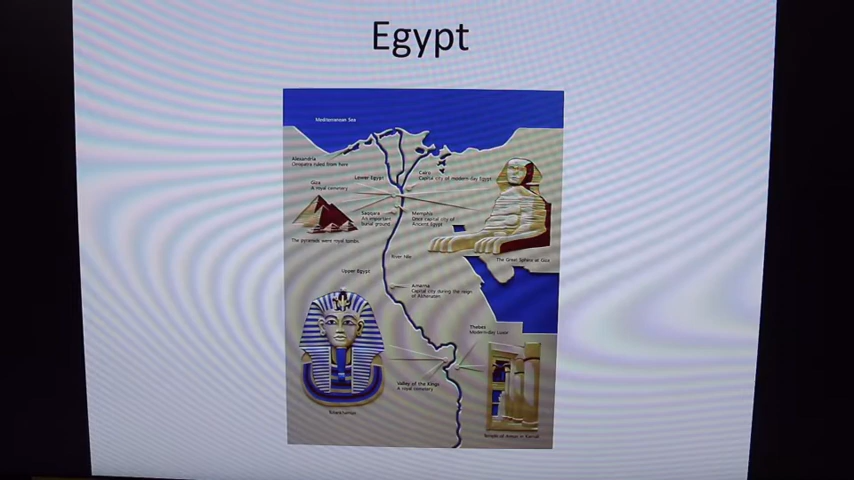 Egypt
Mediterranean Sea
Alexandria
Cleopatra ruled from here
Cairo
Capital city of modern-day Egypt
Lower Egypt
Giza
A royal cemetery
Saqqara
An important
burial ground
Memphis
Once capital city of
Ancient Egypt
The pyramids were royal tombs.
River Nile
The Great Sphinx at Giza
Upper Egypt
Amarna
Capital city during the reign
of Akhenaten
Thebes
Modern-day Luxor
Valley of the Kings
A royal cemetery
Tutankhamun
Temple of Amun in Karnak